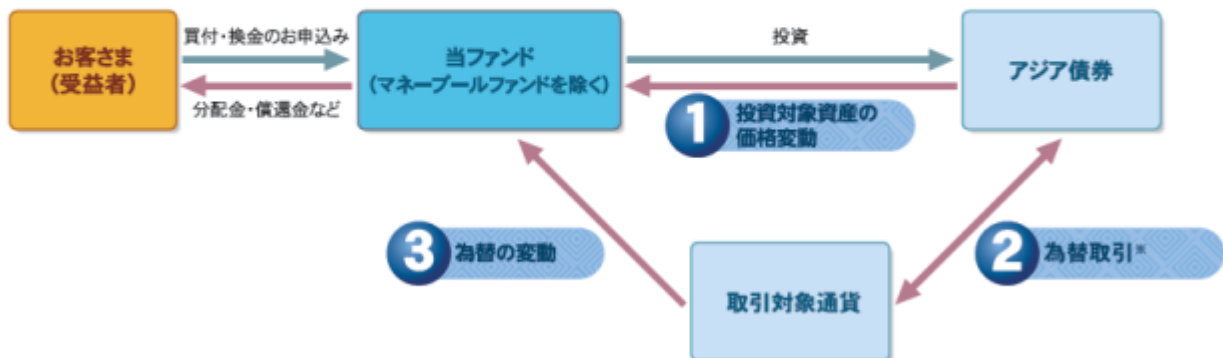 お客さま
(受益者)
買付・換金のお申込み
分配金・償還金など
当ファンド
(マネープールファンドを除く)
投資
1 投資対象資産の
価格変動
アジア債券
3 為替の変動
2 為替取引※
取引対象通貨